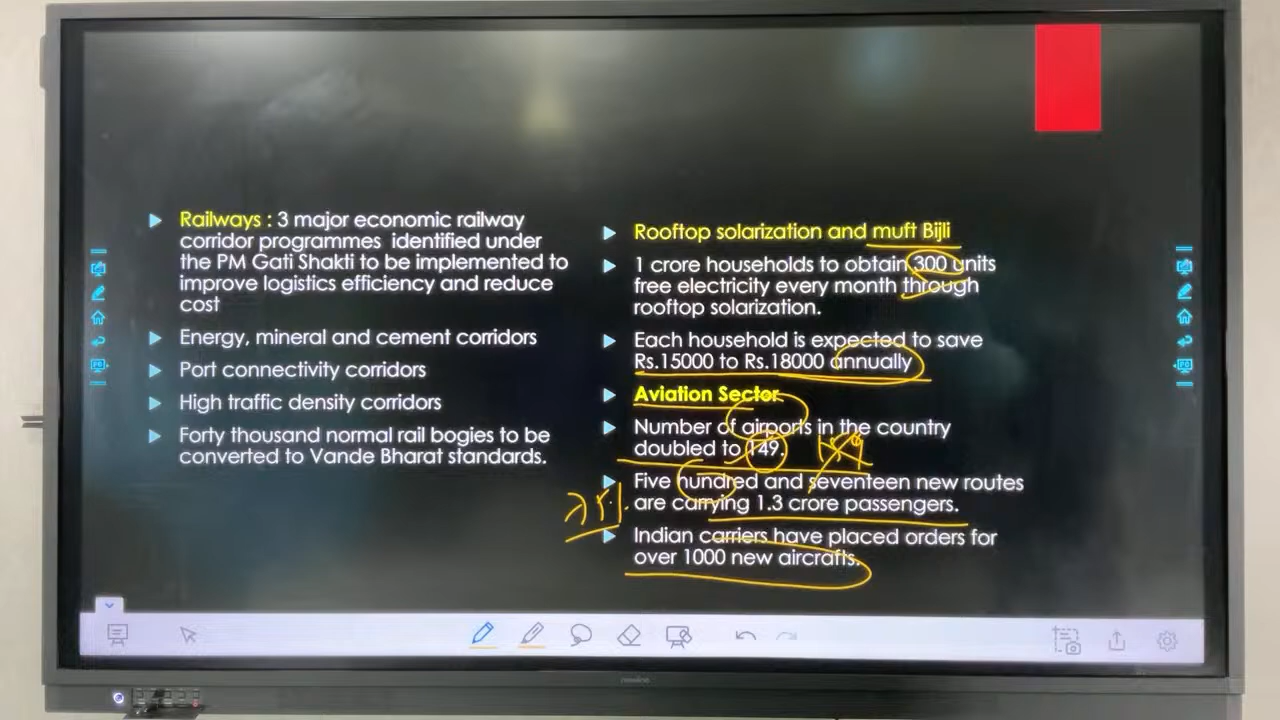 Railways : 3 major economic railway
corridor programmes identified under
the PM Gati Shakti to be implemented to
improve logistics efficiency and reduce
cost
Energy, mineral and cement corridors
Port connectivity corridors
High traffic density corridors
Forty thousand normal rail bogies to be
converted to Vande Bharat standards.
Rooftop solarization and muft Bijli
1 crore households to obtain 300 units
free electricity every month through
rooftop solarization.
Each household is expected to save
Rs.15000 to Rs.18000 annually
Aviation Sector
Number of airports in the country
doubled to 149.
Five hundred and seventeen new routes
are carrying 1.3 crore passengers.
Indian carriers have placed orders for
over 1000 new aircrafts.